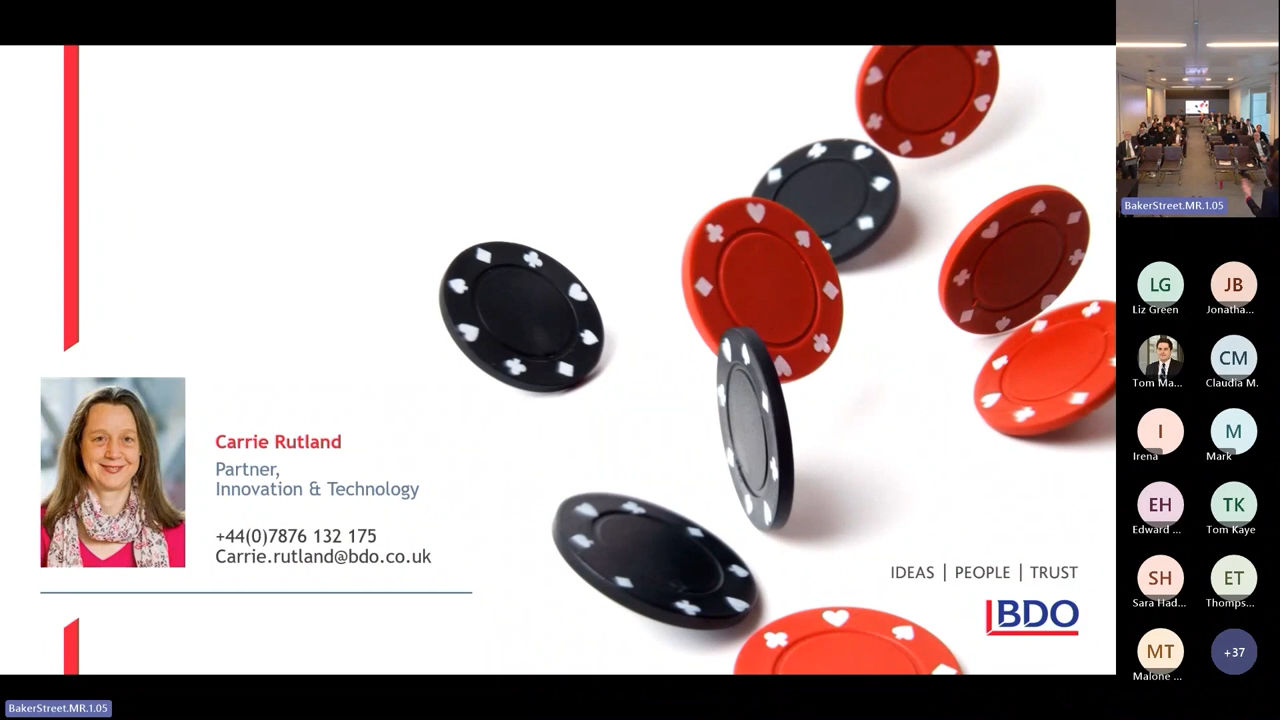 Carrie Rutland
Partner,
Innovation & Technology
+44(0)7876 132 175
Carrie.rutland@bdo.co.uk
IDEAS | PEOPLE | TRUST
BDO
BakerStreet.MR.1.05
BakerStreet.MR.1.05
LG
Liz Green
JB
Jonatha...
Tom Ma...
CM
Claudia M.
I
Irena
M
Mark
EH
Edward ...
TK
Tom Kaye
SH
Sara Had...
ET
Thomps...
MT
Malone ...
+37